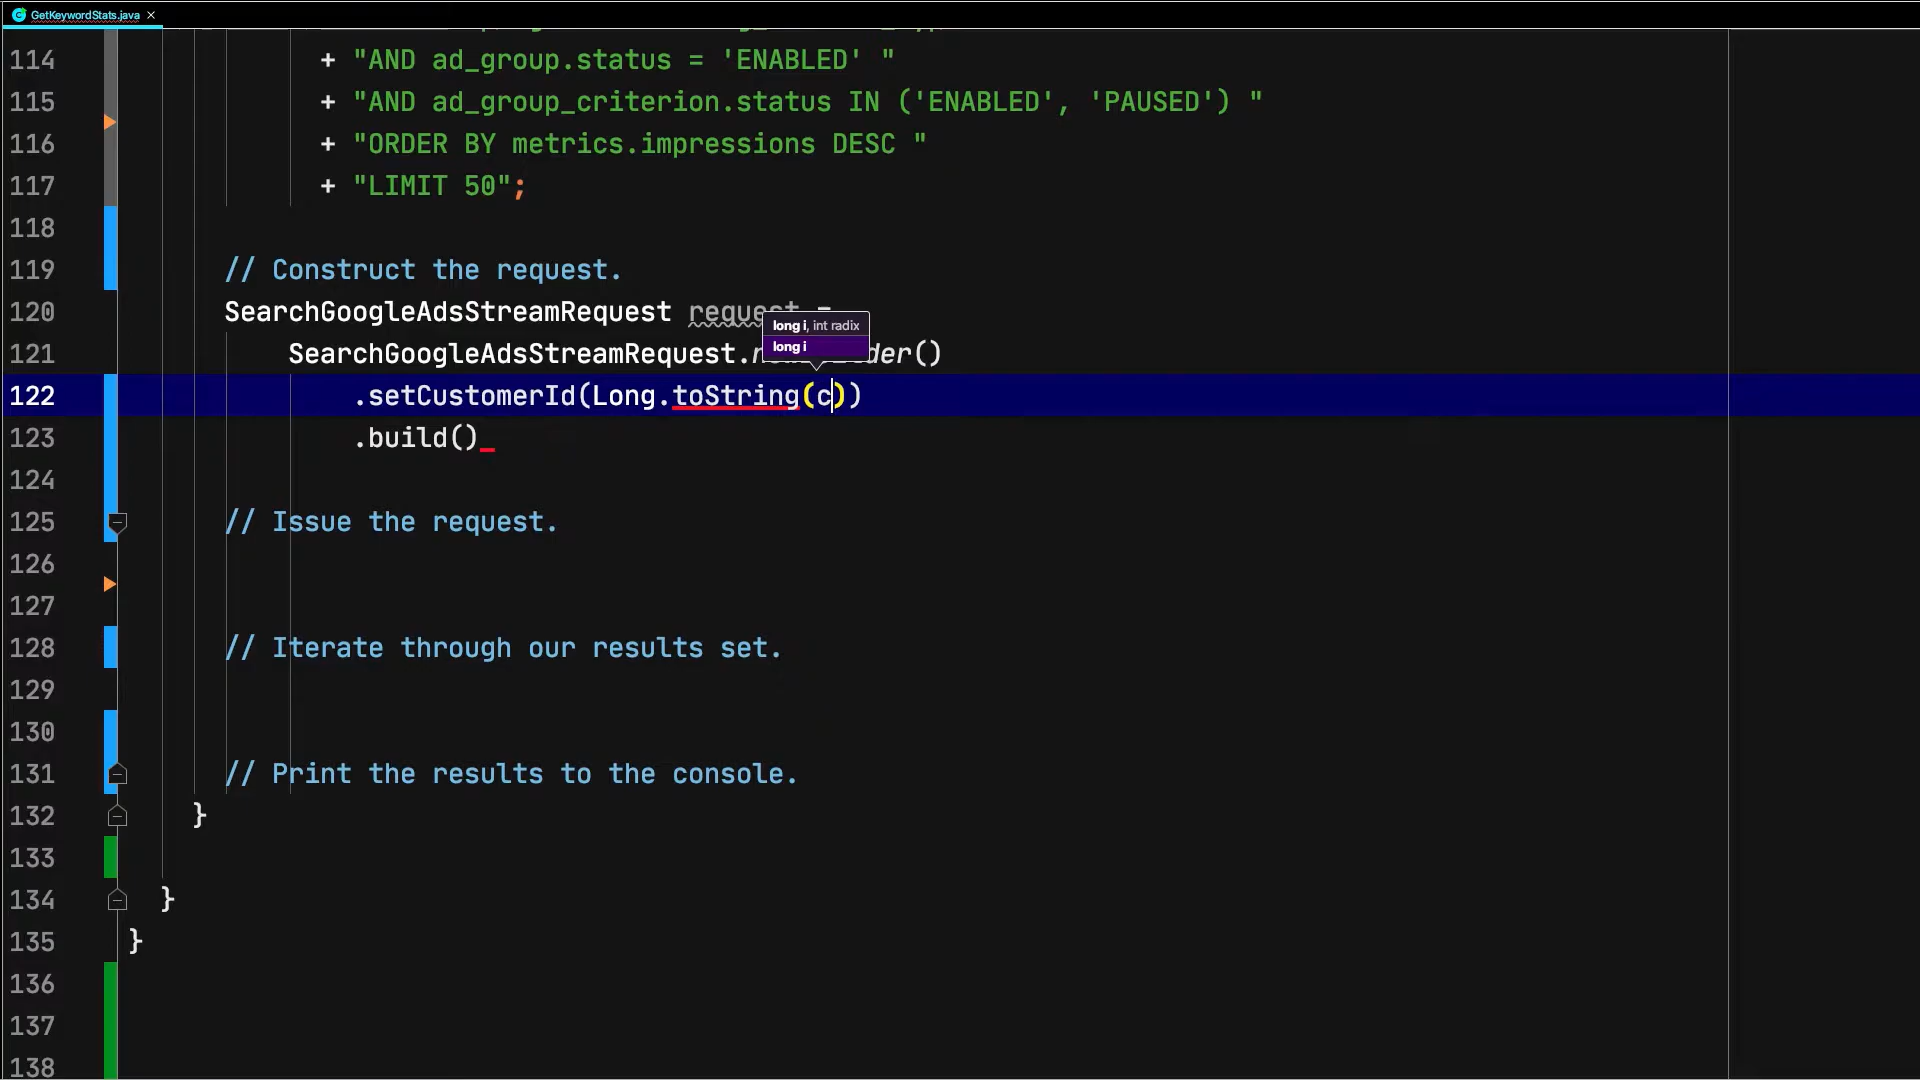 GetKeywordStats.java
114 + "AND ad_group.status = 'ENABLED' "
115 + "AND ad_group_criterion.status IN ('ENABLED', 'PAUSED') "
116 + "ORDER BY metrics.impressions DESC "
117 + "LIMIT 50";
118
119 // Construct the request.
120 SearchGoogleAdsStreamRequest request =
long i, int radix
long i
121 SearchGoogleAdsStreamRequest.
122 .setCustomerId(Long.toString(c))
123 .build()
124
125 // Issue the request.
126
127
128 // Iterate through our results set.
129
130
131 // Print the results to the console.
132 }
133
134 }
135 }
136
137
138